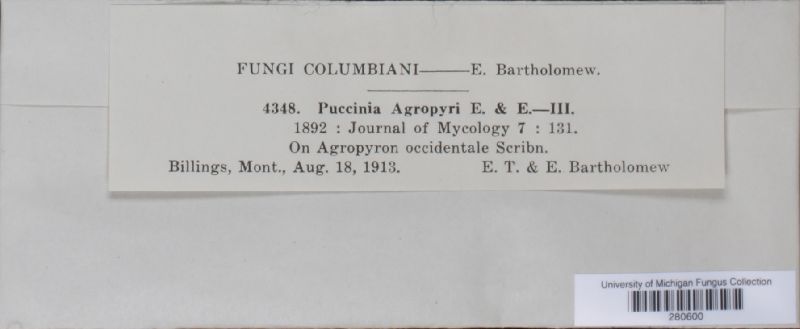 FUNGI COLUMBIANI——E. Bartholomew.
4348. Puccinia Agropyri E. & E.—III.
1892 : Journal of Mycology 7 : 131.
On Agropyron occidentale Scribn.
Billings, Mont., Aug. 18, 1913. E. T. & E. Bartholomew
University of Michigan Fungus Collection
280600